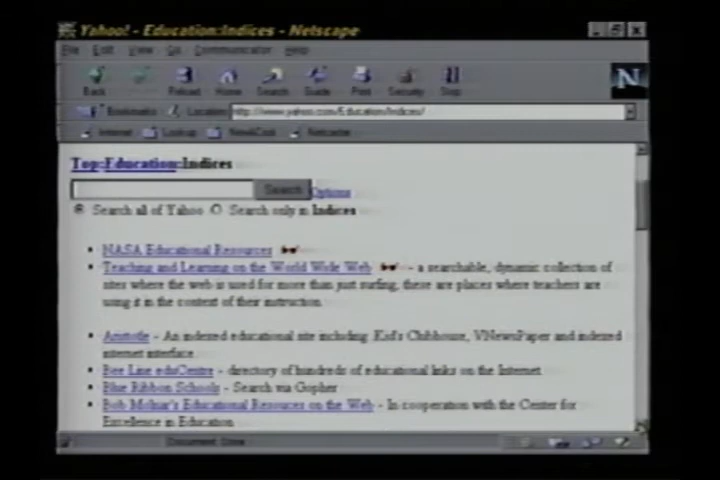 Yahoo! - Education:Indices - Netscape
File Edit View Go Communicator Help
N
Back Reload Home Search Guide Print Security Stop
Bookmarks Location: http://www.yahoo.com/Education/Indices/
Internet Lookup New&Cool Netcaster
Top:Education:Indices
Search Options
Search all of Yahoo Search only in Indices
NASA Educational Resources
Teaching and Learning on the World Wide Web - a searchable, dynamic collection of
sites where the web is used for more than just surfing, these are places where teachers are
using it in the context of their instruction.
Aristotle - An indexed educational site including: Kid's Clubhouse, VNewsPaper and indexed
internet interface.
Bee Line eduCentre - directory of hundreds of educational links on the Internet
Blue Ribbon Schools - Search via Gopher
Bob Molnar's Educational Resources on the Web - In cooperation with the Center for
Excellence in Education
Document: Done